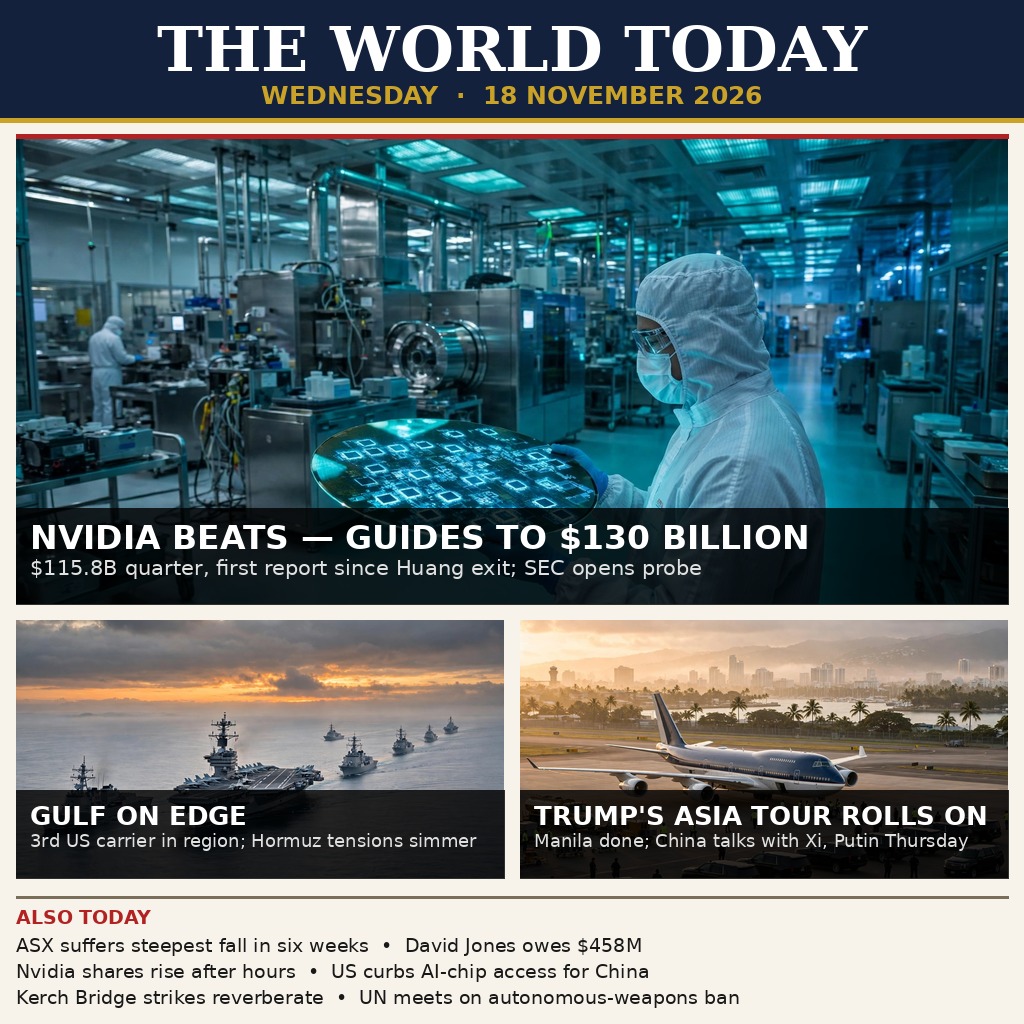 THE WORLD TODAY
WEDNESDAY · 18 NOVEMBER 2026
NVIDIA BEATS — GUIDES TO $130 BILLION
$115.8B quarter, first report since Huang exit; SEC opens probe
GULF ON EDGE
3rd US carrier in region; Hormuz tensions simmer
TRUMP'S ASIA TOUR ROLLS ON
Manila done; China talks with Xi, Putin Thursday
ALSO TODAY
ASX suffers steepest fall in six weeks • David Jones owes $458M
Nvidia shares rise after hours • US curbs AI-chip access for China
Kerch Bridge strikes reverberate • UN meets on autonomous-weapons ban